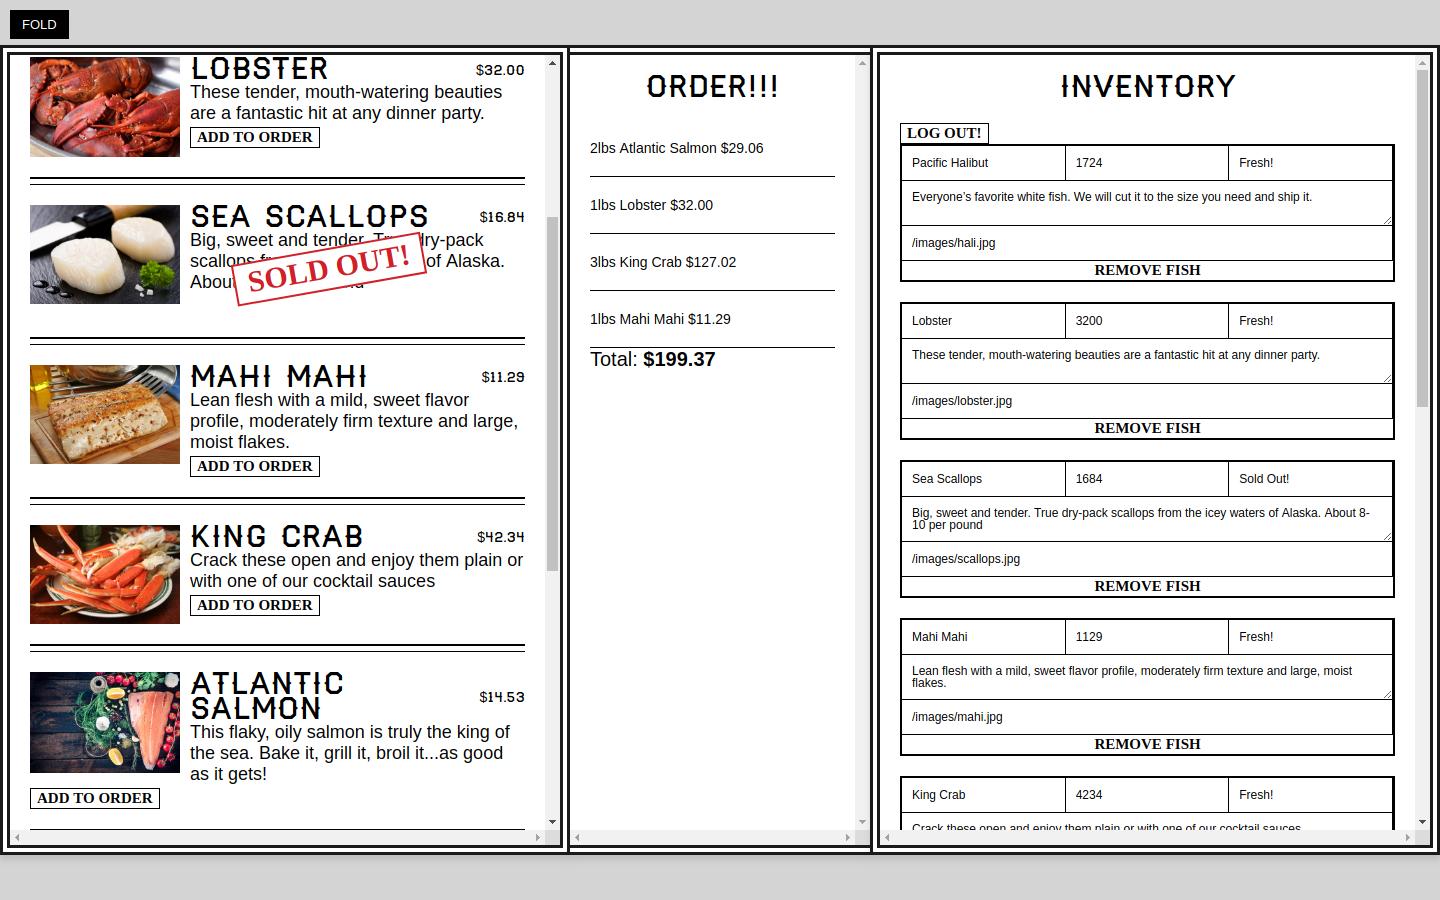 FOLD
LOBSTER
$32.00
These tender, mouth-watering beauties
are a fantastic hit at any dinner party.
ADD TO ORDER
SEA SCALLOPS
$16.84
Big, sweet and tender. True dry-pack
scallops of Alaska.
About
SOLD OUT!
MAHI MAHI
$11.29
Lean flesh with a mild, sweet flavor
profile, moderately firm texture and large,
moist flakes.
ADD TO ORDER
KING CRAB
$42.34
Crack these open and enjoy them plain or
with one of our cocktail sauces
ADD TO ORDER
ATLANTIC
SALMON
$14.53
This flaky, oily salmon is truly the king of
the sea. Bake it, grill it, broil it...as good
as it gets!
ADD TO ORDER
ORDER!!!
2lbs Atlantic Salmon $29.06
1lbs Lobster $32.00
3lbs King Crab $127.02
1lbs Mahi Mahi $11.29
Total: $199.37
INVENTORY
LOG OUT!
Pacific Halibut
1724
Fresh!
Everyone's favorite white fish. We will cut it to the size you need and ship it.
/images/hali.jpg
REMOVE FISH
Lobster
3200
Fresh!
These tender, mouth-watering beauties are a fantastic hit at any dinner party.
/images/lobster.jpg
REMOVE FISH
Sea Scallops
1684
Sold Out!
Big, sweet and tender. True dry-pack scallops from the icey waters of Alaska. About 8-
10 per pound
/images/scallops.jpg
REMOVE FISH
Mahi Mahi
1129
Fresh!
Lean flesh with a mild, sweet flavor profile, moderately firm texture and large, moist
flakes.
/images/mahi.jpg
REMOVE FISH
King Crab
4234
Fresh!
Crack these open and enjoy them plain or with one of our cocktail sauces